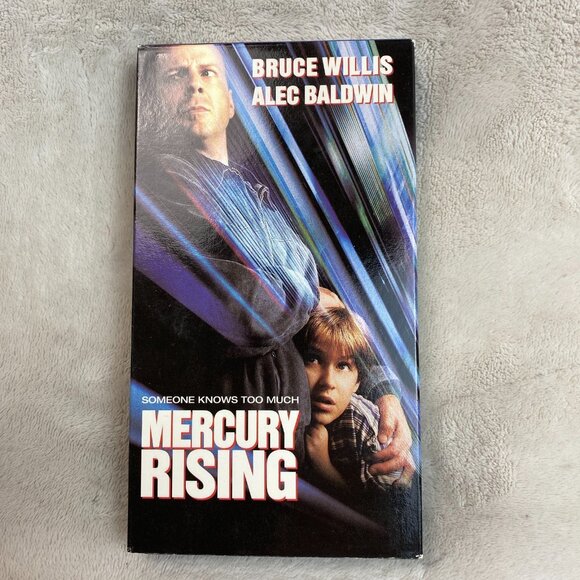 BRUCE WILLIS
ALEC BALDWIN
SOMEONE KNOWS TOO MUCH
MERCURY
RISING